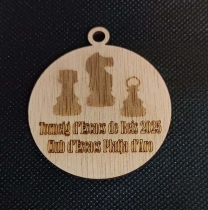 Torneig d'Escacs de Reis 2025
Club d'Escacs Platja d'Aro